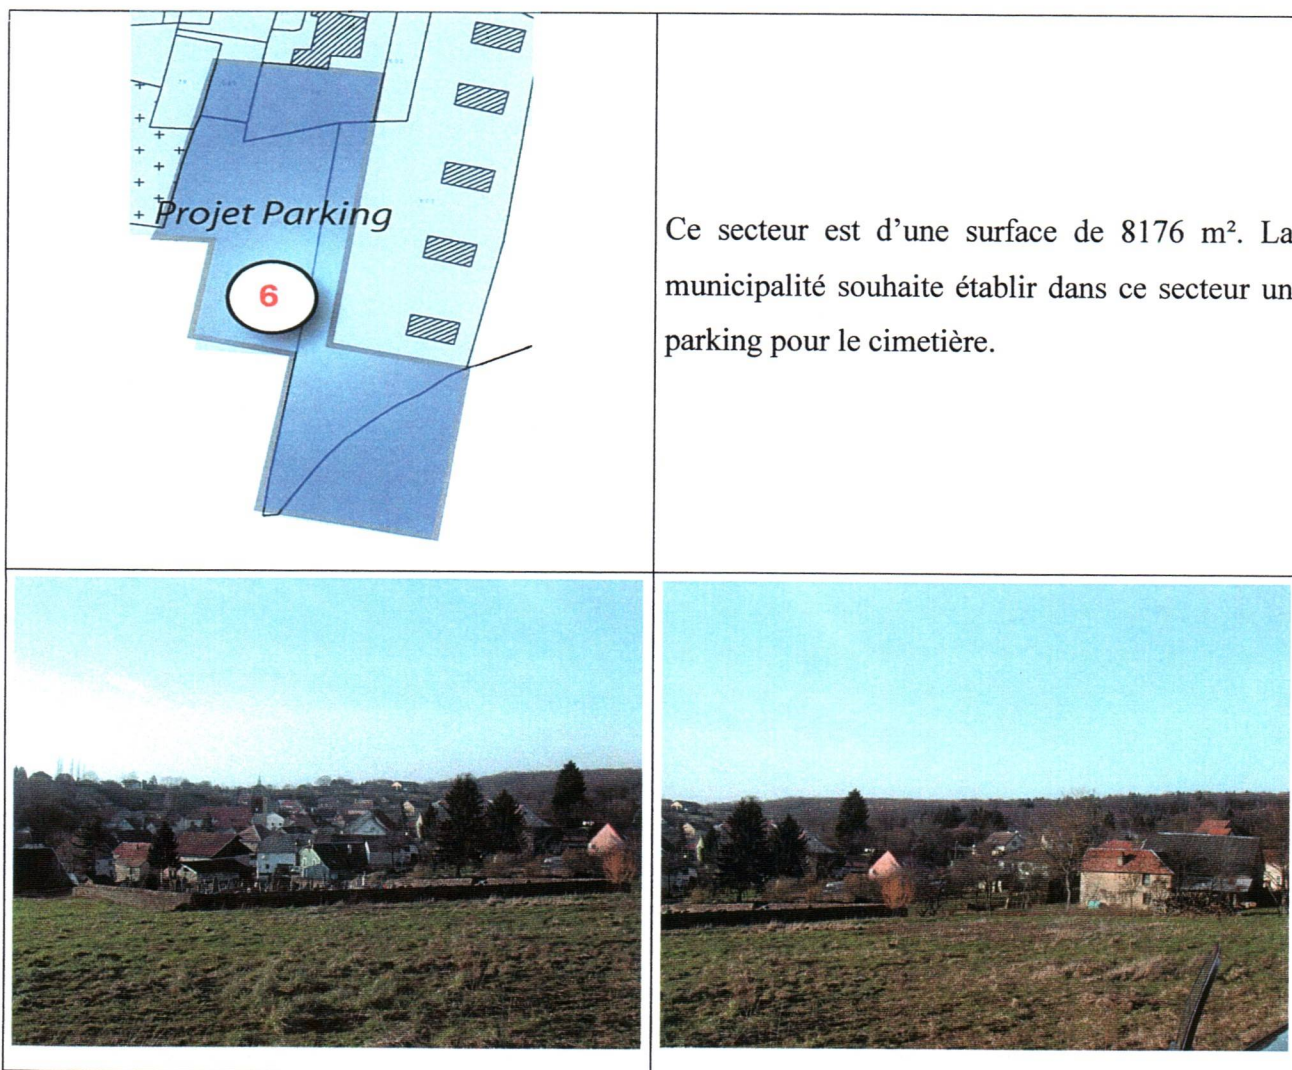 Projet Parking
6
Ce secteur est d’une surface de 8176 m². La
municipalité souhaite établir dans ce secteur un
parking pour le cimetière.